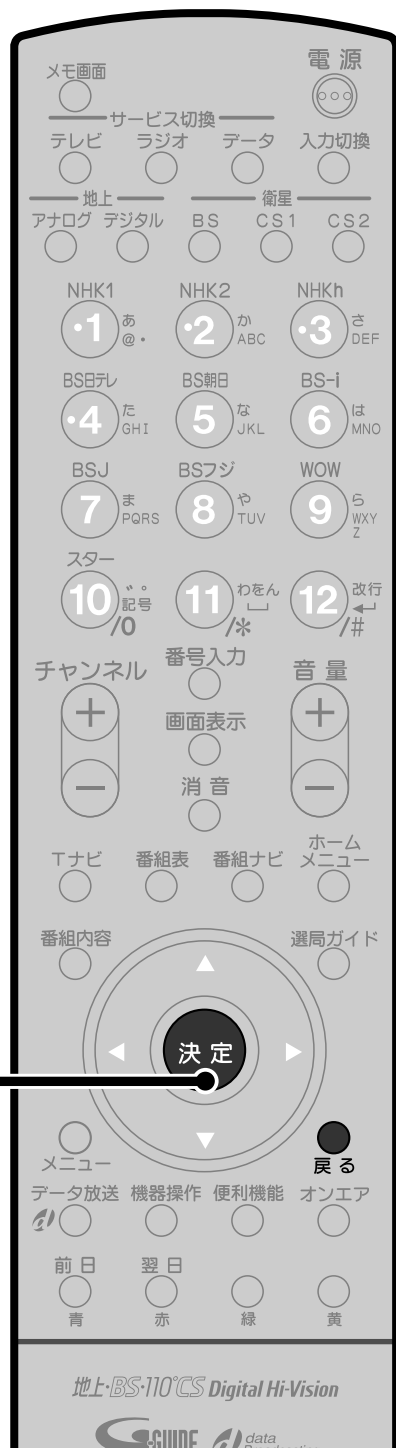 メモ画面
電源
サービス切換
テレビ ラジオ データ 入力切換
地上 衛星
アナログ デジタル BS CS1 CS2
NHK1 NHK2 NHKh
・1 あ @・ ・2 か ABC ・3 さ DEF
BS日テレ BS朝日 BS-i
・4 た GHI 5 な JKL 6 は MNO
BSJ BSフジ WOW
7 ま PQRS 8 や TUV 9 ら WXYZ
スター
10 ゛゜ 記号 /0 11 わをん /* 12 改行 /#
チャンネル 番号入力 音量
+ +
画面表示
- -
消音
Tナビ 番組表 番組ナビ ホームメニュー
番組内容 選局ガイド
決定
メニュー 戻る
データ放送 機器操作 便利機能 オンエア
d
前日 翌日
青 赤 緑 黄
地上・BS・110°CS Digital Hi-Vision
G-GUIDE d data